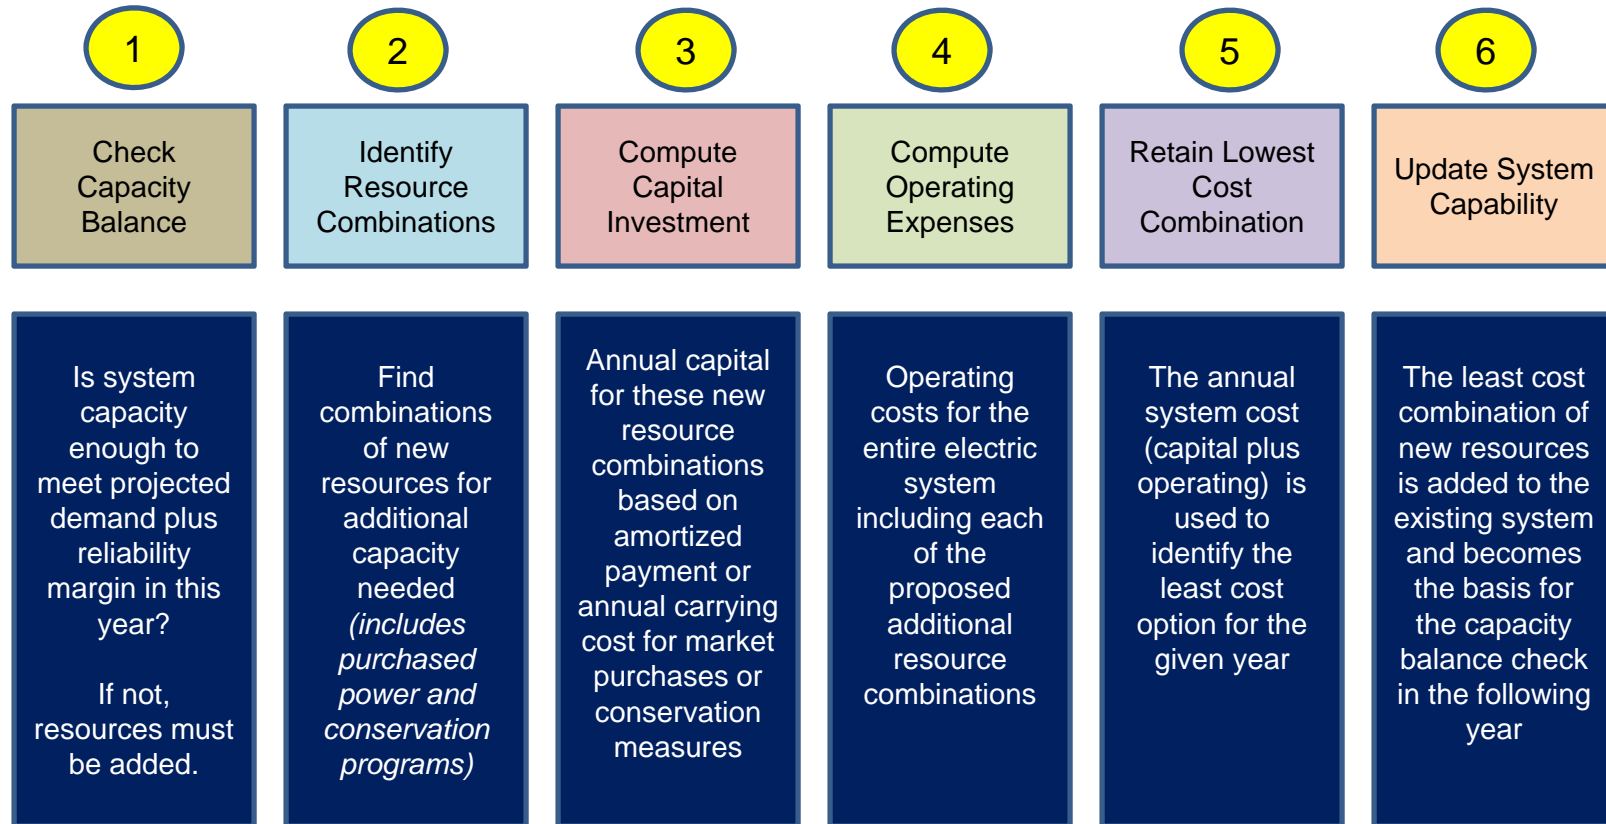 1
2
3
4
5
6
Check
Capacity
Balance
Identify
Resource
Combinations
Compute
Capital
Investment
Compute
Operating
Expenses
Retain Lowest
Cost
Combination
Update System
Capability
Is system
capacity
enough to
meet projected
demand plus
reliability
margin in this
year?
If not,
resources must
be added.
Find
combinations
of new
resources for
additional
capacity
needed
(includes
purchased
power and
conservation
programs)
Annual capital
for these new
resource
combinations
based on
amortized
payment or
annual carrying
cost for market
purchases or
conservation
measures
Operating
costs for the
entire electric
system
including each
of the
proposed
additional
resource
combinations
The annual
system cost
(capital plus
operating) is
used to
identify the
least cost
option for the
given year
The least cost
combination of
new resources
is added to the
existing system
and becomes
the basis for
the capacity
balance check
in the following
year